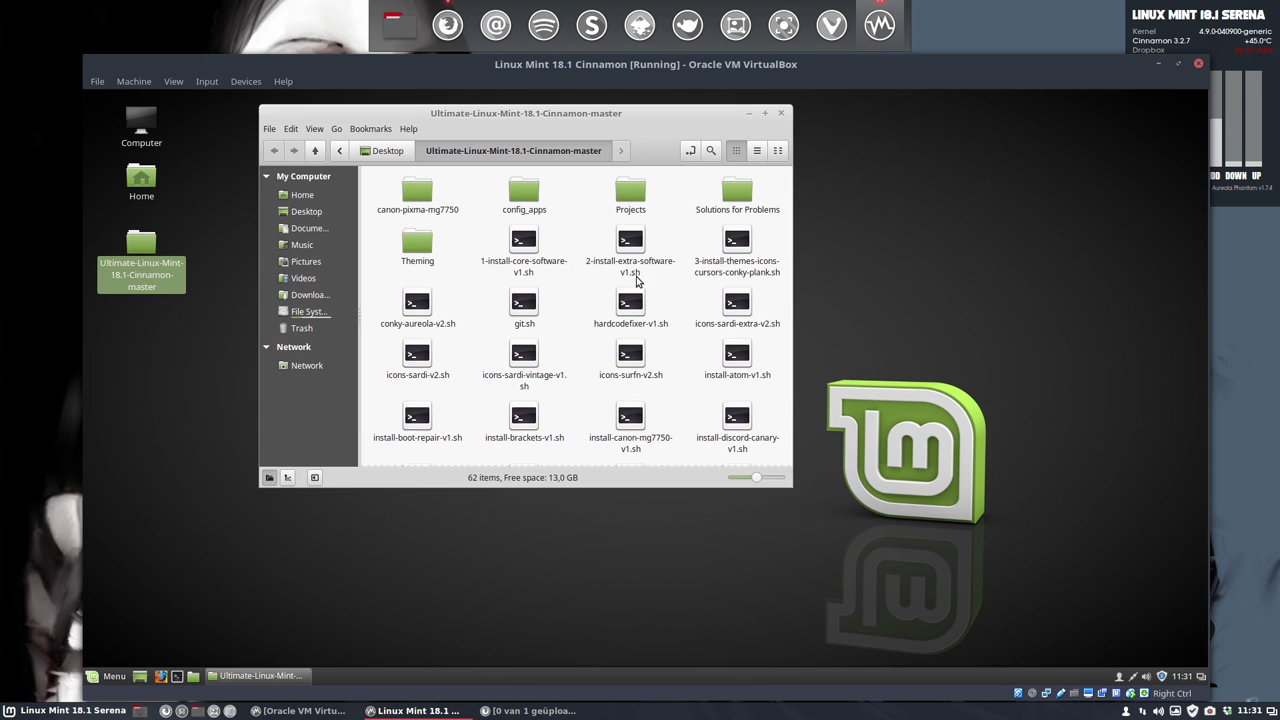 LINUX MINT 18.1 SERENA
Kernel 4.9.0-040900-generic
Cinnamon 3.2.7 +45.0°C
Dropbox
Linux Mint 18.1 Cinnamon [Running] - Oracle VM VirtualBox
File Machine View Input Devices Help
DOWN UP
Aureola Phantom v1.7.4
Computer
Home
Ultimate-Linux-Mint-
18.1-Cinnamon-
master
Ultimate-Linux-Mint-18.1-Cinnamon-master
File Edit View Go Bookmarks Help
Desktop Ultimate-Linux-Mint-18.1-Cinnamon-master
My Computer
Home
Desktop
Docume...
Music
Pictures
Videos
Downloa...
File Syst...
Trash
Network
Network
canon-pixma-mg7750 config_apps Projects Solutions for Problems
Theming
1-install-core-software-
v1.sh
2-install-extra-software-
v1.sh
3-install-themes-icons-
cursors-conky-plank.sh
conky-aureola-v2.sh git.sh hardcodefixer-v1.sh icons-sardi-extra-v2.sh
icons-sardi-v2.sh
icons-sardi-vintage-v1.
sh
icons-surfn-v2.sh
install-atom-v1.sh
install-boot-repair-v1.sh
install-brackets-v1.sh
install-canon-mg7750-
v1.sh
install-discord-canary-
v1.sh
62 items, Free space: 13,0 GB
Menu Ultimate-Linux-Mint-... 11:31
Right Ctrl
Linux Mint 18.1 Serena [Oracle VM Virtu... Linux Mint 18.1 ... [0 van 1 geüploa... 11:31